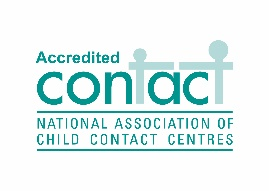 Accredited
contact
NATIONAL ASSOCIATION OF
CHILD CONTACT CENTRES